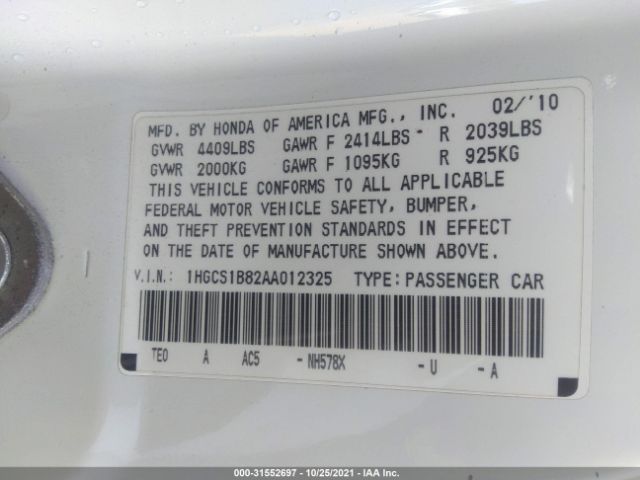 MFD. BY HONDA OF AMERICA MFG., INC. 02/'10
GVWR 4409LBS GAWR F 2414LBS R 2039LBS
GVWR 2000KG GAWR F 1095KG R 925KG
THIS VEHICLE CONFORMS TO ALL APPLICABLE
FEDERAL MOTOR VEHICLE SAFETY, BUMPER,
AND THEFT PREVENTION STANDARDS IN EFFECT
ON THE DATE OF MANUFACTURE SHOWN ABOVE.
V.I.N.: 1HGCS1B82AA012325 TYPE: PASSENGER CAR
TE0 A AC5 - NH578X - U - A
000-31552697 - 10/25/2021 - IAA Inc.